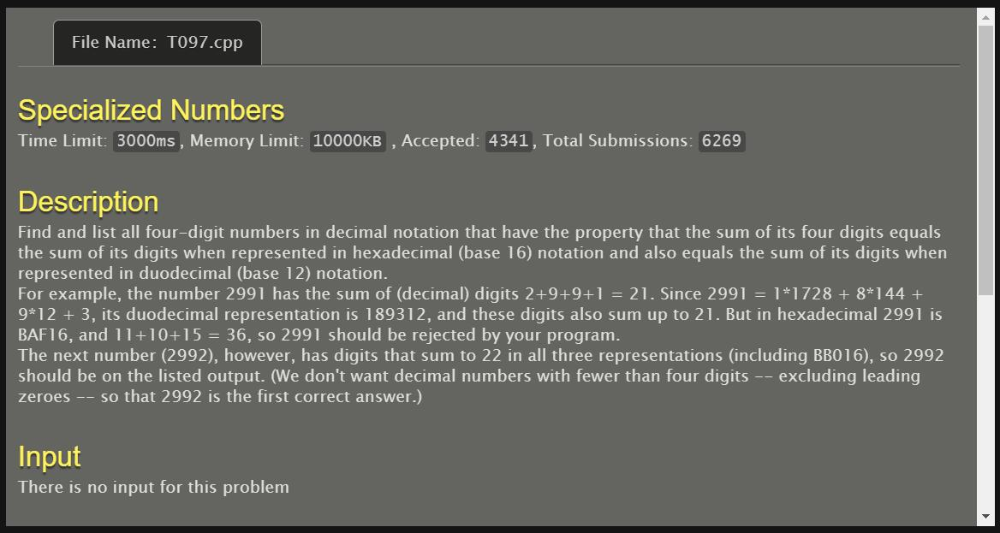 File Name: T097.cpp
Specialized Numbers
Time Limit: 3000ms, Memory Limit: 10000KB , Accepted: 4341, Total Submissions: 6269
Description
Find and list all four-digit numbers in decimal notation that have the property that the sum of its four digits equals
the sum of its digits when represented in hexadecimal (base 16) notation and also equals the sum of its digits when
represented in duodecimal (base 12) notation.
For example, the number 2991 has the sum of (decimal) digits 2+9+9+1 = 21. Since 2991 = 1*1728 + 8*144 +
9*12 + 3, its duodecimal representation is 189312, and these digits also sum up to 21. But in hexadecimal 2991 is
BAF16, and 11+10+15 = 36, so 2991 should be rejected by your program.
The next number (2992), however, has digits that sum to 22 in all three representations (including BB016), so 2992
should be on the listed output. (We don't want decimal numbers with fewer than four digits -- excluding leading
zeroes -- so that 2992 is the first correct answer.)
Input
There is no input for this problem